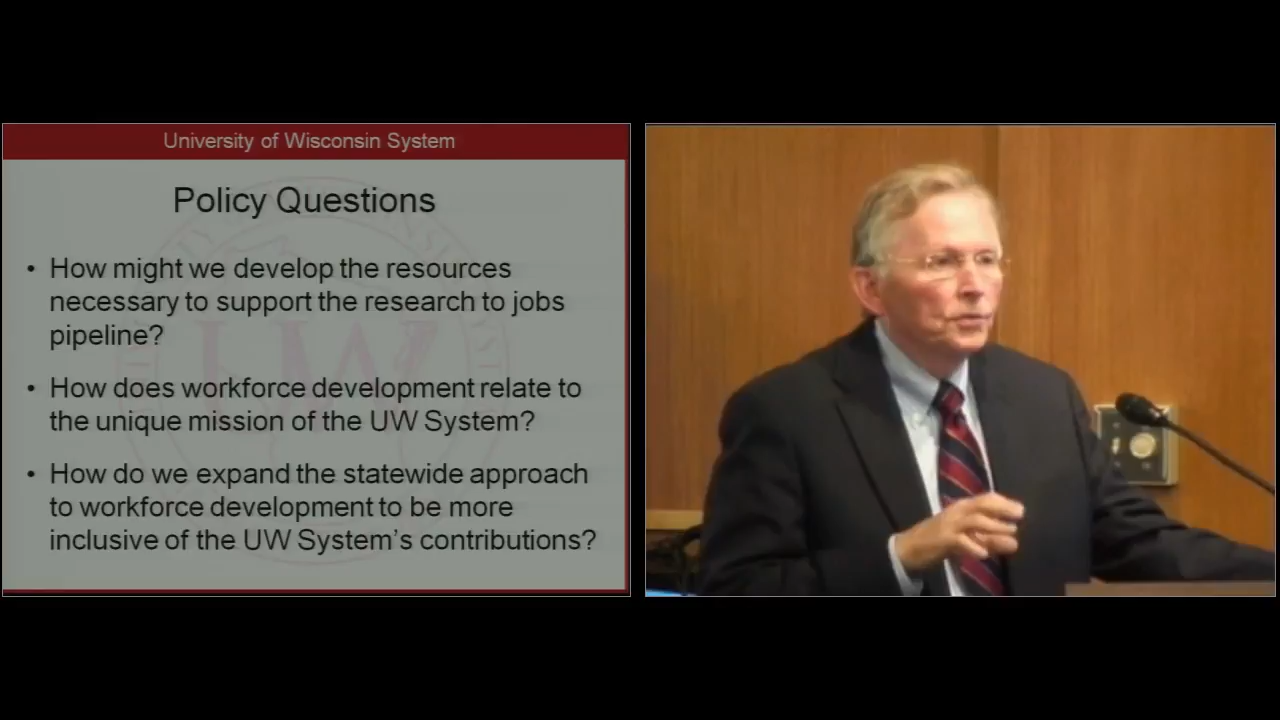 University of Wisconsin System
Policy Questions
• How might we develop the resources
necessary to support the research to jobs
pipeline?
• How does workforce development relate to
the unique mission of the UW System?
• How do we expand the statewide approach
to workforce development to be more
inclusive of the UW System's contributions?